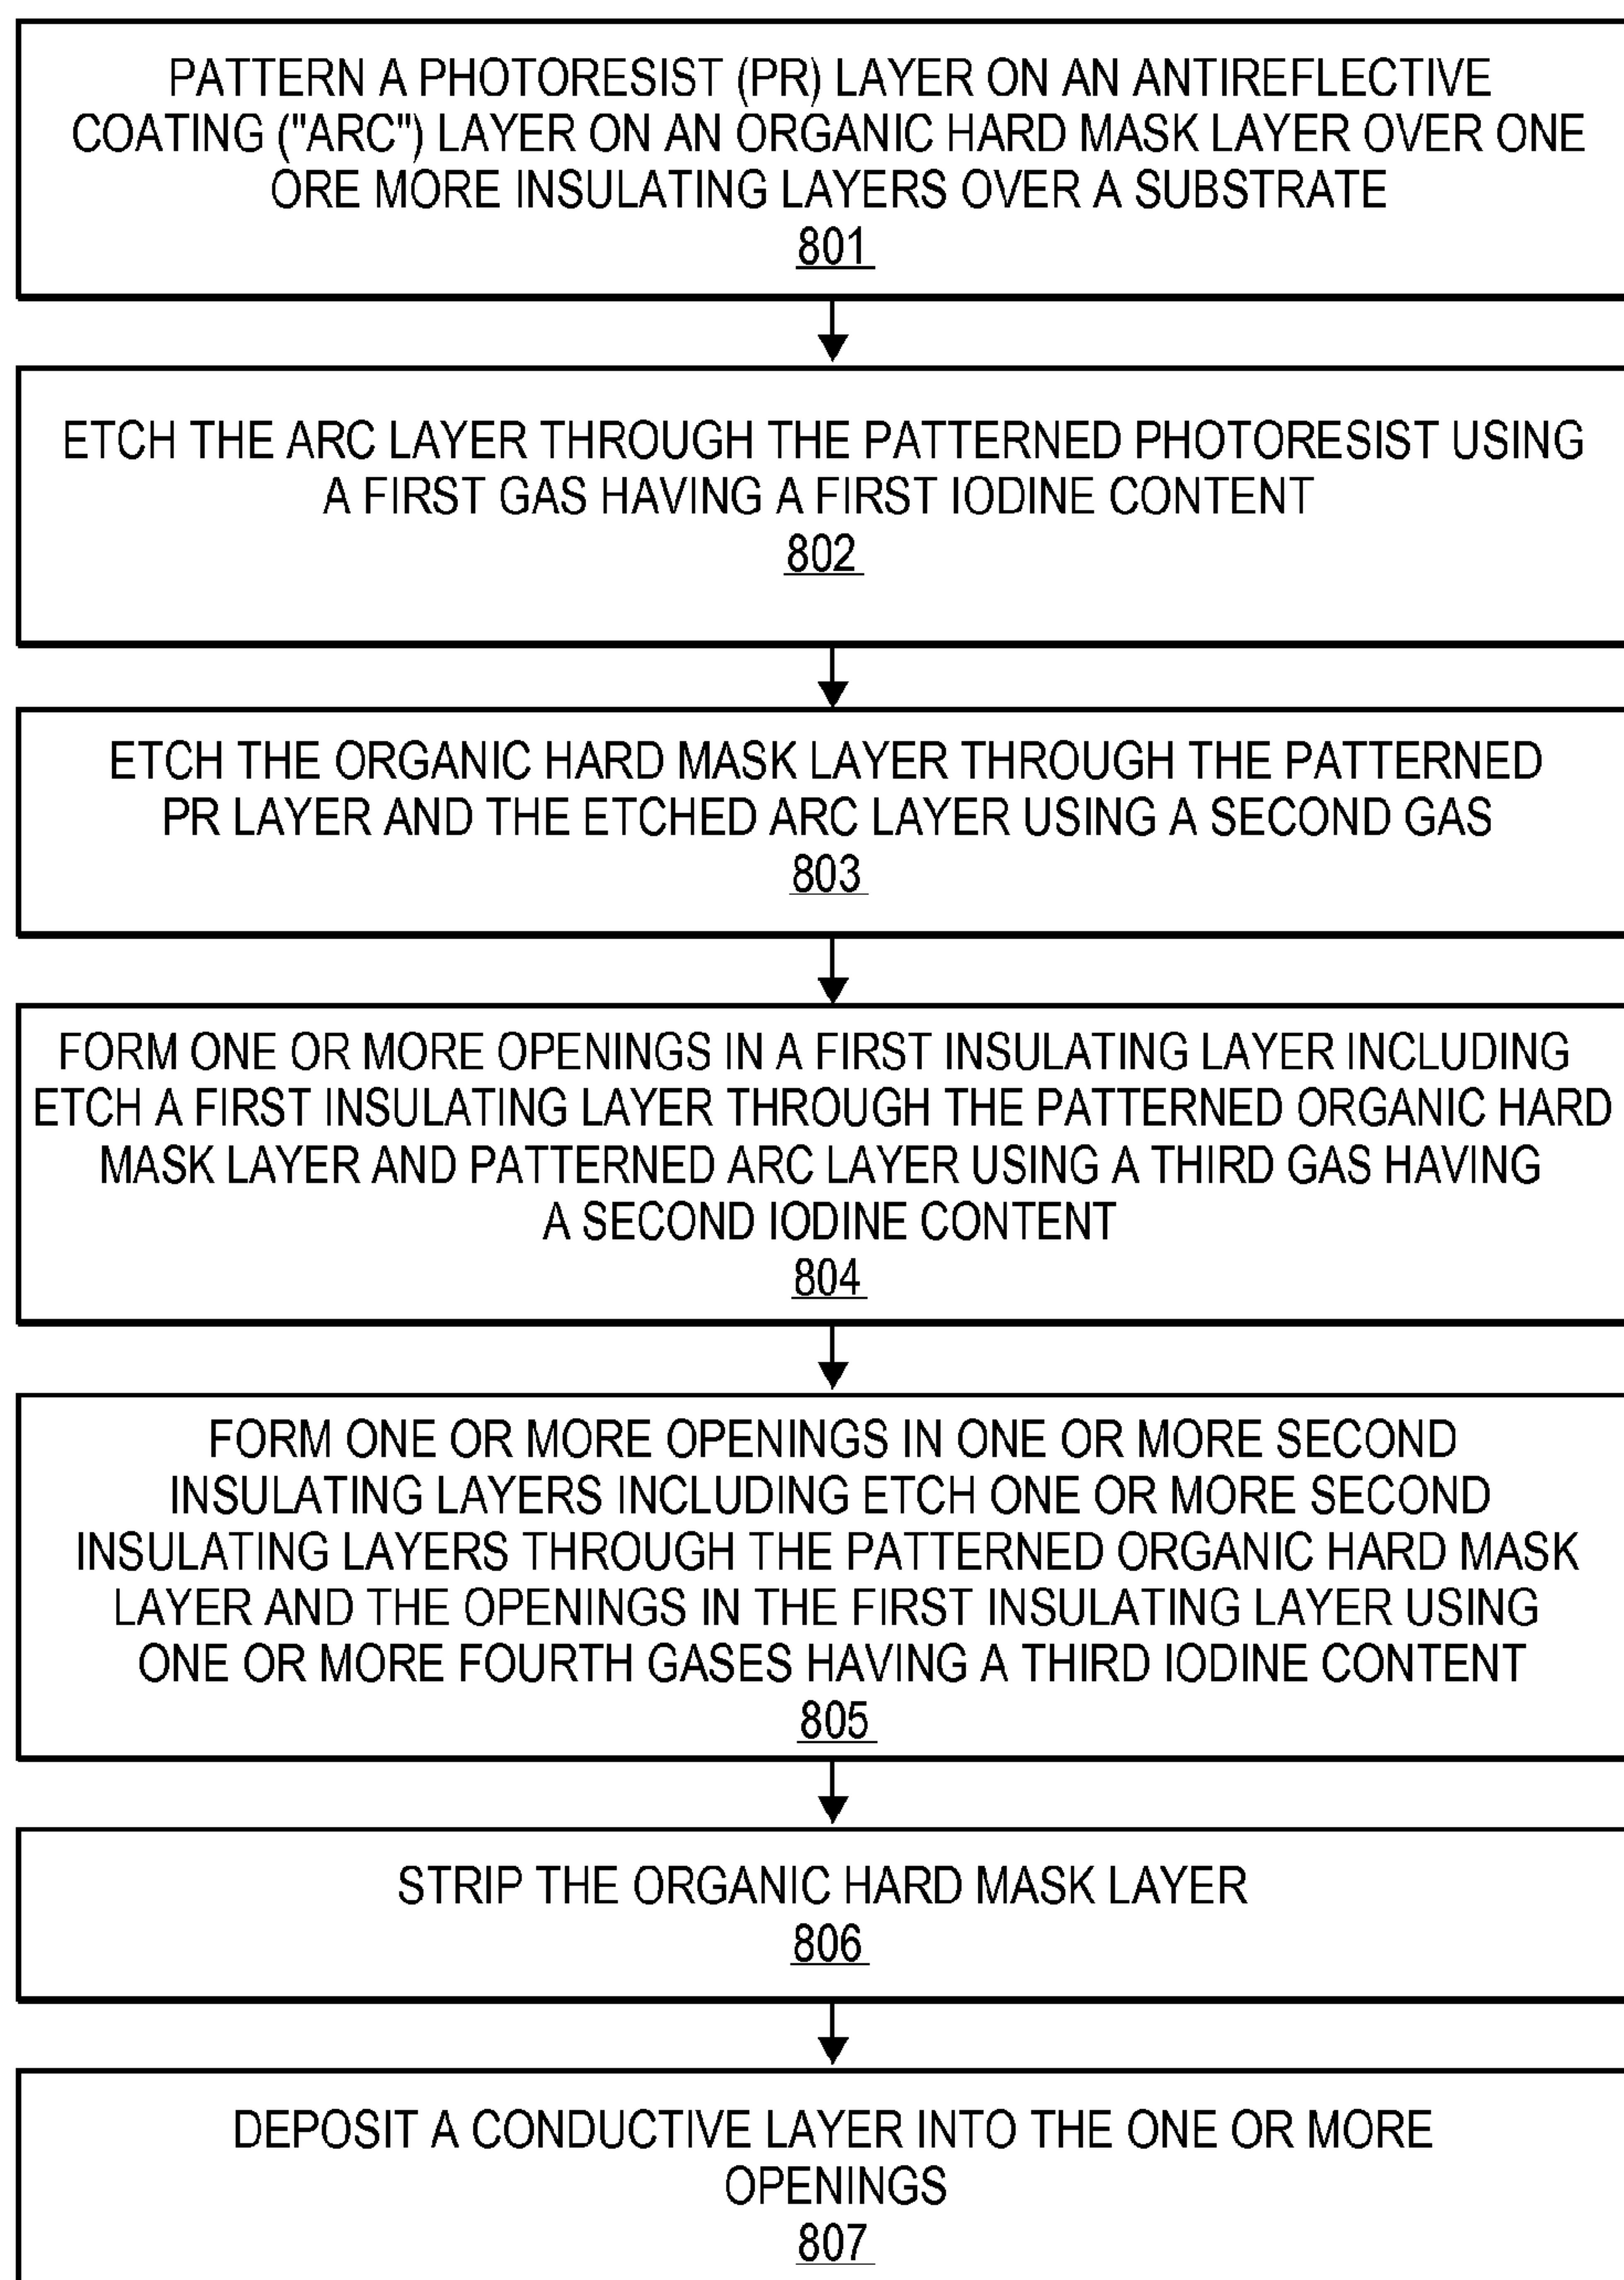 PATTERN A PHOTORESIST (PR) LAYER ON AN ANTIREFLECTIVE
COATING ("ARC") LAYER ON AN ORGANIC HARD MASK LAYER OVER ONE
ORE MORE INSULATING LAYERS OVER A SUBSTRATE
801
ETCH THE ARC LAYER THROUGH THE PATTERNED PHOTORESIST USING
A FIRST GAS HAVING A FIRST IODINE CONTENT
802
ETCH THE ORGANIC HARD MASK LAYER THROUGH THE PATTERNED
PR LAYER AND THE ETCHED ARC LAYER USING A SECOND GAS
803
FORM ONE OR MORE OPENINGS IN A FIRST INSULATING LAYER INCLUDING
ETCH A FIRST INSULATING LAYER THROUGH THE PATTERNED ORGANIC HARD
MASK LAYER AND PATTERNED ARC LAYER USING A THIRD GAS HAVING
A SECOND IODINE CONTENT
804
FORM ONE OR MORE OPENINGS IN ONE OR MORE SECOND
INSULATING LAYERS INCLUDING ETCH ONE OR MORE SECOND
INSULATING LAYERS THROUGH THE PATTERNED ORGANIC HARD MASK
LAYER AND THE OPENINGS IN THE FIRST INSULATING LAYER USING
ONE OR MORE FOURTH GASES HAVING A THIRD IODINE CONTENT
805
STRIP THE ORGANIC HARD MASK LAYER
806
DEPOSIT A CONDUCTIVE LAYER INTO THE ONE OR MORE
OPENINGS
807